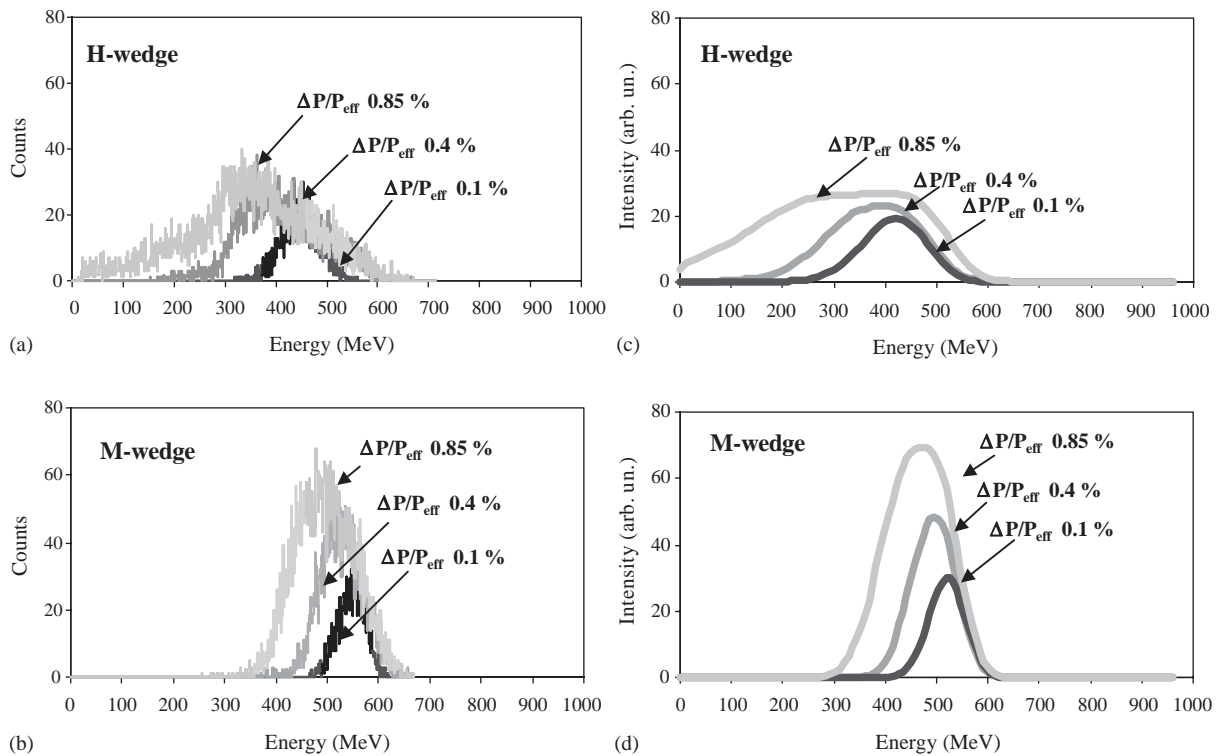 80
60
40
20
0
Counts
H-wedge
ΔP/Peff 0.85 %
ΔP/Peff 0.4 %
ΔP/Peff 0.1 %
0 100 200 300 400 500 600 700 800 900 1000
(a)
Energy (MeV)
80
60
40
20
0
Intensity (arb. un.)
H-wedge
ΔP/Peff 0.85 %
ΔP/Peff 0.4 %
ΔP/Peff 0.1 %
0 100 200 300 400 500 600 700 800 900 1000
(c)
Energy (MeV)
80
60
40
20
0
Counts
M-wedge
ΔP/Peff 0.85 %
ΔP/Peff 0.4 %
ΔP/Peff 0.1 %
0 100 200 300 400 500 600 700 800 900 1000
(b)
Energy (MeV)
80
60
40
20
0
Intensity (arb. un.)
M-wedge
ΔP/Peff 0.85 %
ΔP/Peff 0.4 %
ΔP/Peff 0.1 %
0 100 200 300 400 500 600 700 800 900 1000
(d)
Energy (MeV)